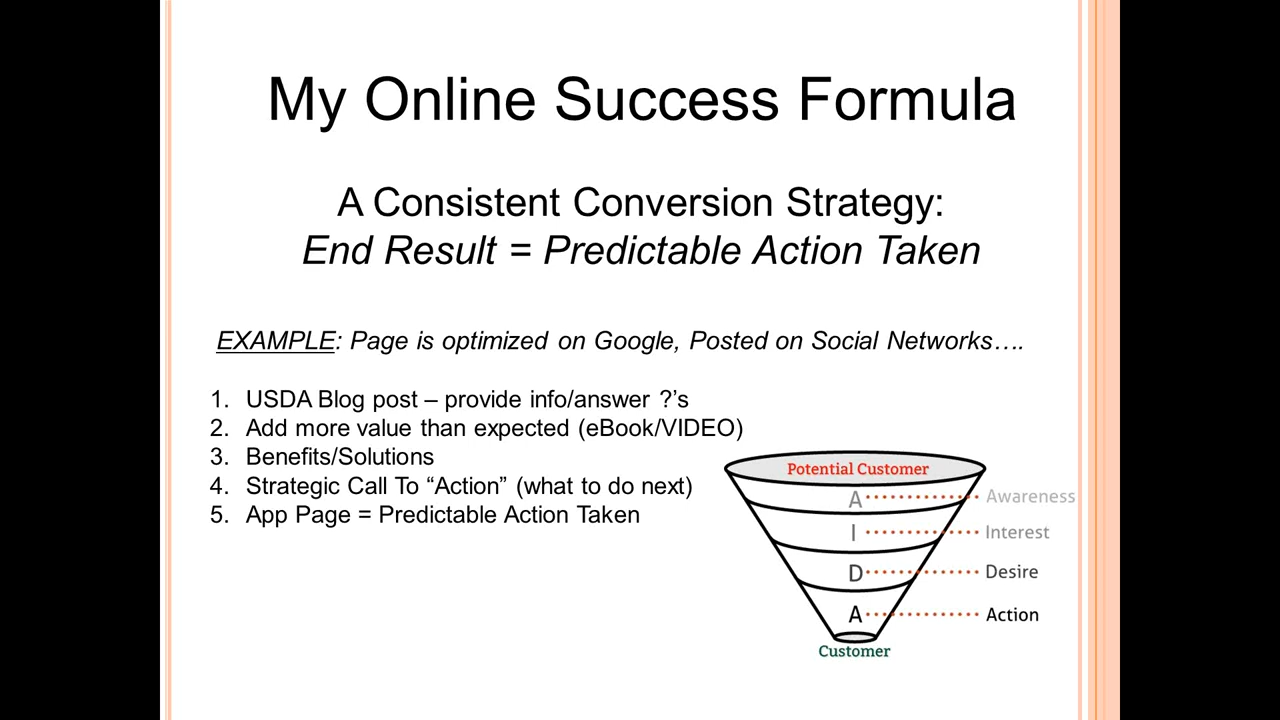 My Online Success Formula
A Consistent Conversion Strategy:
End Result = Predictable Action Taken
EXAMPLE: Page is optimized on Google, Posted on Social Networks….
1. USDA Blog post – provide info/answer ?’s
2. Add more value than expected (eBook/VIDEO)
3. Benefits/Solutions
4. Strategic Call To “Action” (what to do next)
5. App Page = Predictable Action Taken
Potential Customer
A Awareness
I Interest
D Desire
A Action
Customer